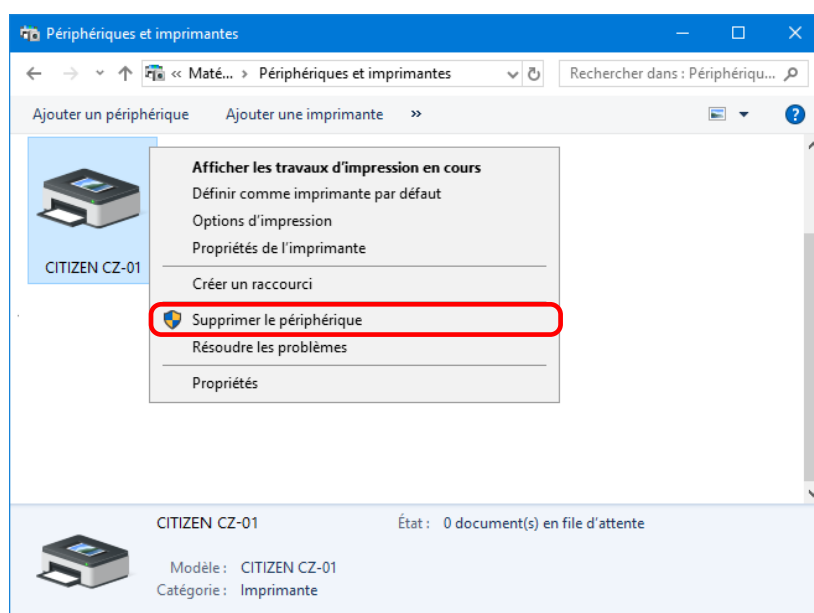 Périphériques et imprimantes
« Maté... › Périphériques et imprimantes
Rechercher dans : Périphériqu...
Ajouter un périphérique Ajouter une imprimante »
CITIZEN CZ-01
Afficher les travaux d'impression en cours
Définir comme imprimante par défaut
Options d'impression
Propriétés de l'imprimante
Créer un raccourci
Supprimer le périphérique
Résoudre les problèmes
Propriétés
CITIZEN CZ-01 État : 0 document(s) en file d'attente
Modèle : CITIZEN CZ-01
Catégorie : Imprimante